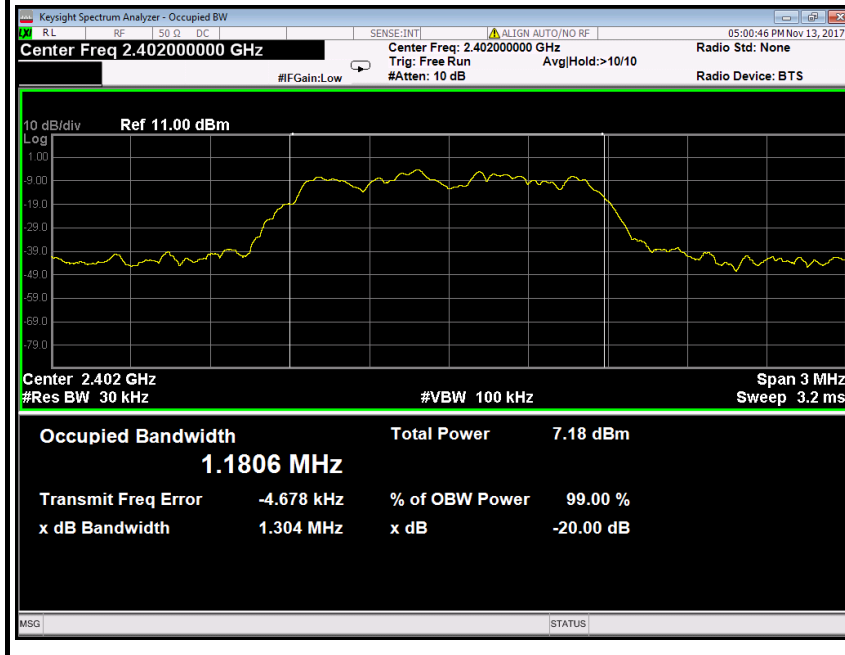 Keysight Spectrum Analyzer - Occupied BW
LXI RL RF 50 Ω DC SENSE:INT ALIGN AUTO/NO RF 05:00:46 PM Nov 13, 2017
Center Freq 2.402000000 GHz Center Freq: 2.402000000 GHz Radio Std: None
Trig: Free Run Avg|Hold:>10/10
#IFGain:Low #Atten: 10 dB Radio Device: BTS
10 dB/div Ref 11.00 dBm
Log
1.00
-9.00
-19.0
-29.0
-39.0
-49.0
-59.0
-69.0
-79.0
Center 2.402 GHz Span 3 MHz
#Res BW 30 kHz #VBW 100 kHz Sweep 3.2 ms
Occupied Bandwidth Total Power 7.18 dBm
1.1806 MHz
Transmit Freq Error -4.678 kHz % of OBW Power 99.00 %
x dB Bandwidth 1.304 MHz x dB -20.00 dB
MSG STATUS